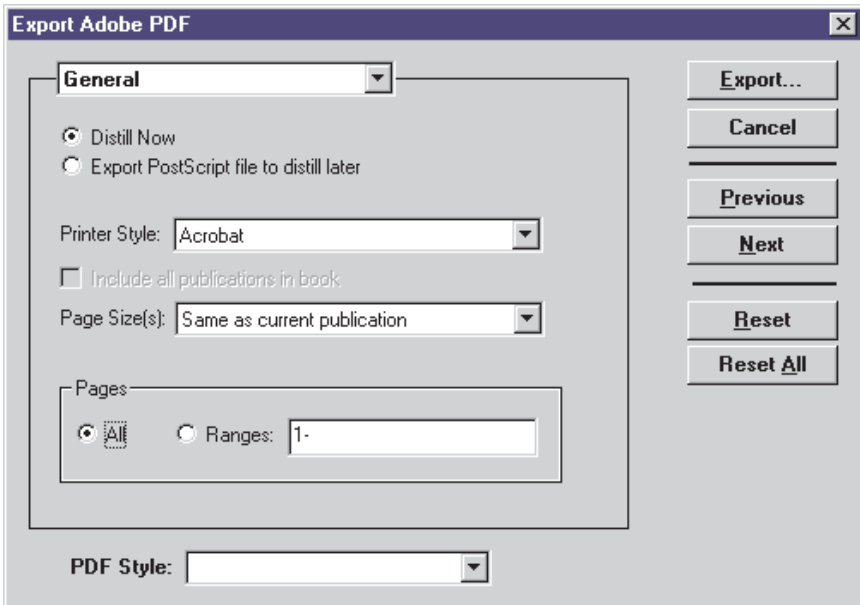 Export Adobe PDF
General
Distill Now
Export PostScript file to distill later
Printer Style: Acrobat
Include all publications in book
Page Size(s): Same as current publication
Pages
All Ranges: 1-
PDF Style:
Export...
Cancel
Previous
Next
Reset
Reset All